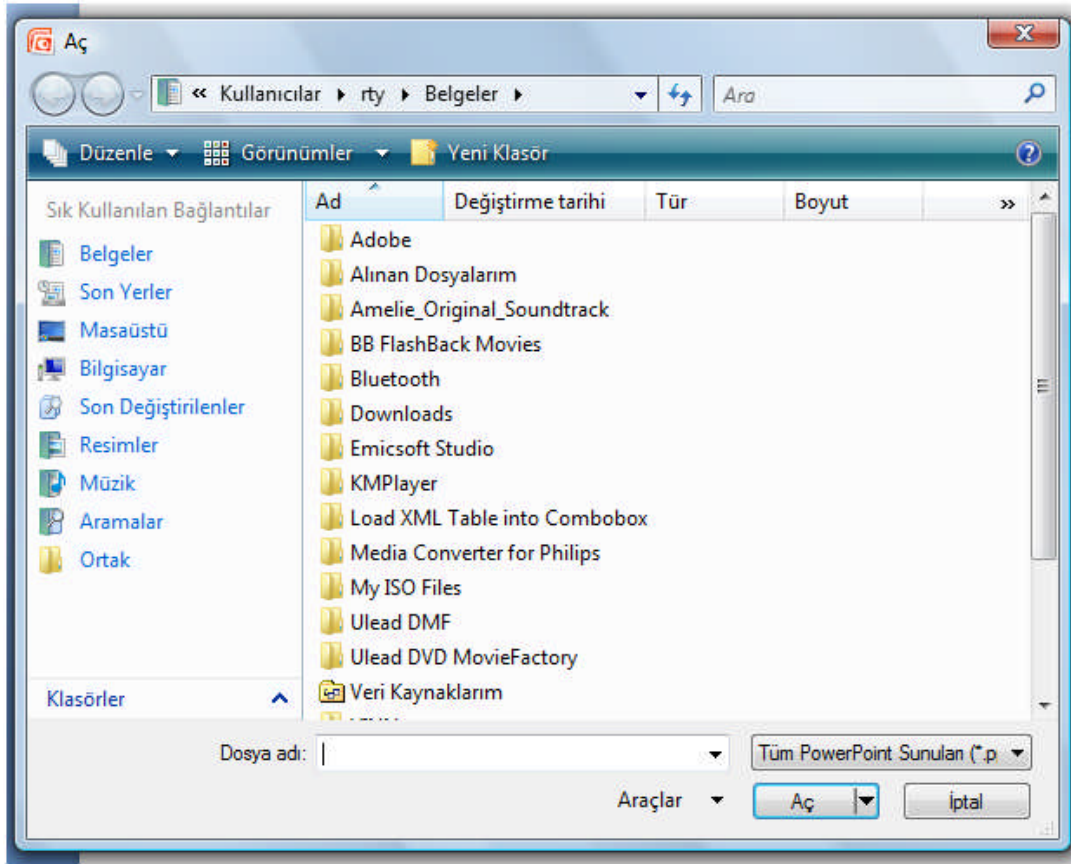 Aç
« Kullanıcılar ▸ rty ▸ Belgeler ▸
Ara
Düzenle
Görünümler
Yeni Klasör
Sık Kullanılan Bağlantılar
Belgeler
Son Yerler
Masaüstü
Bilgisayar
Son Değiştirilenler
Resimler
Müzik
Aramalar
Ortak
Klasörler
Ad Değiştirme tarihi Tür Boyut »
Adobe
Alınan Dosyalarım
Amelie_Original_Soundtrack
BB FlashBack Movies
Bluetooth
Downloads
Emicsoft Studio
KMPlayer
Load XML Table into Combobox
Media Converter for Philips
My ISO Files
Ulead DMF
Ulead DVD MovieFactory
Veri Kaynaklarım
Dosya adı:
Tüm PowerPoint Sunuları (*.p
Araçlar
Aç
İptal